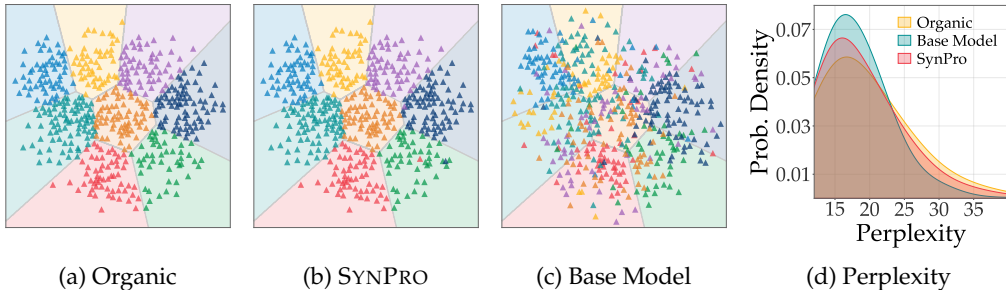 0.07
0.05
0.03
0.01
Prob. Density
Organic
Base Model
SynPro
15 20 25 30 35
Perplexity
(a) Organic
(b) SYNPRO
(c) Base Model
(d) Perplexity